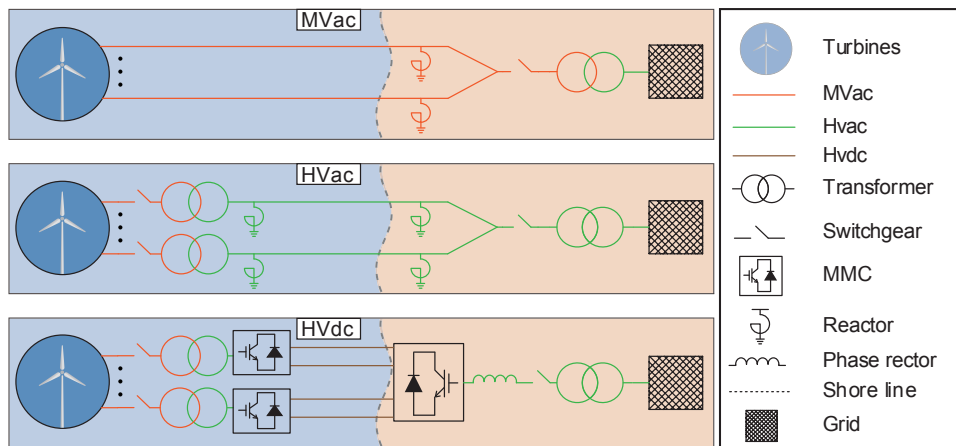 MVac
HVac
HVdc
Turbines
MVac
Hvac
Hvdc
Transformer
Switchgear
MMC
Reactor
Phase rector
Shore line
Grid